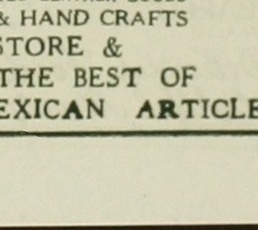 & HAND CRAFTS
STORE &
THE BEST OF
EXICAN ARTICLE